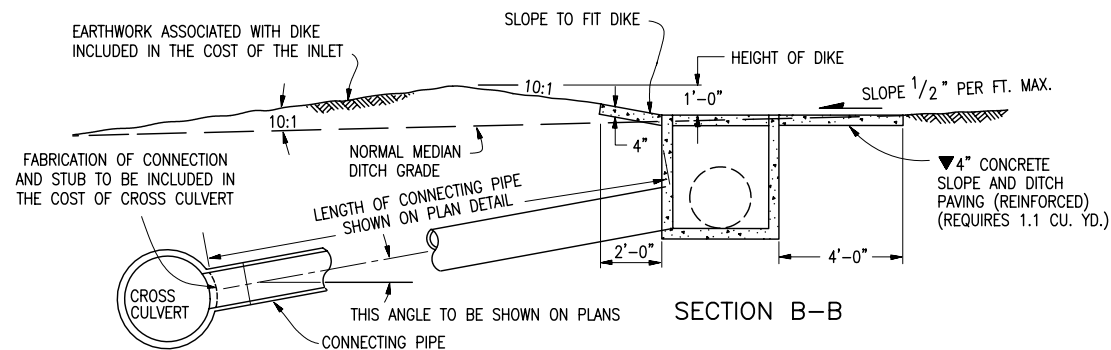 SLOPE TO FIT DIKE
EARTHWORK ASSOCIATED WITH DIKE
INCLUDED IN THE COST OF THE INLET
HEIGHT OF DIKE
10:1
1'-0"
SLOPE 1/2" PER FT. MAX.
10:1
4"
NORMAL MEDIAN
DITCH GRADE
FABRICATION OF CONNECTION
AND STUB TO BE INCLUDED IN
THE COST OF CROSS CULVERT
▼4" CONCRETE
SLOPE AND DITCH
PAVING (REINFORCED)
(REQUIRES 1.1 CU. YD.)
LENGTH OF CONNECTING PIPE
SHOWN ON PLAN DETAIL
2'-0"
4'-0"
CROSS
CULVERT
THIS ANGLE TO BE SHOWN ON PLANS
CONNECTING PIPE
SECTION B-B